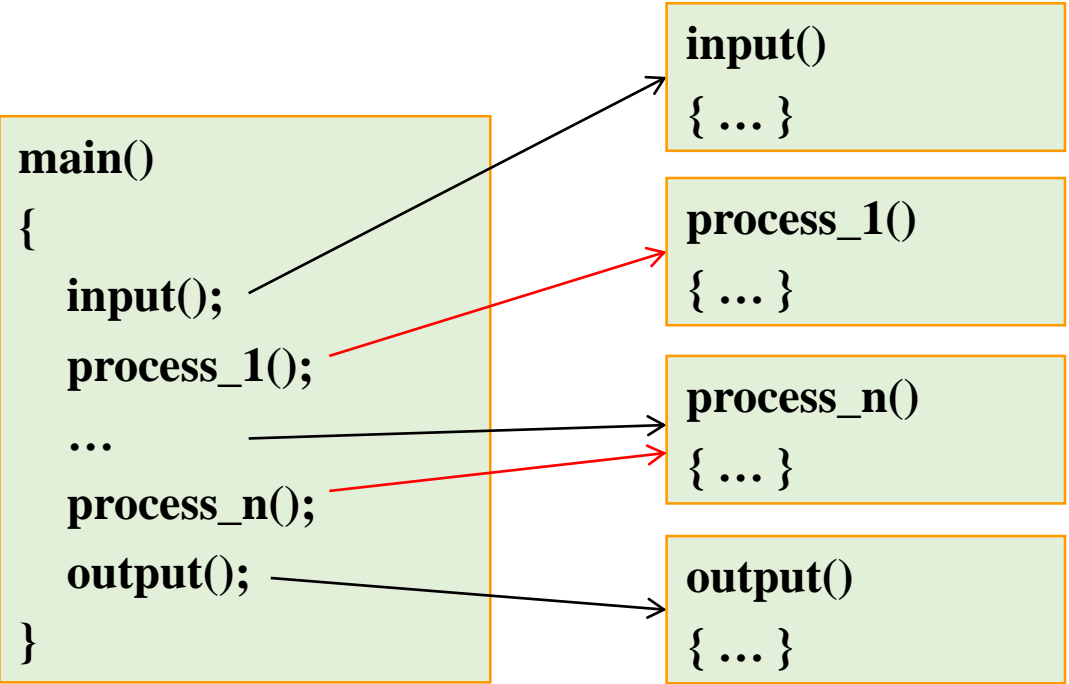 main()
{
input();
process_1();
…
process_n();
output();
}
input()
{ … }
process_1()
{ … }
process_n()
{ … }
output()
{ … }